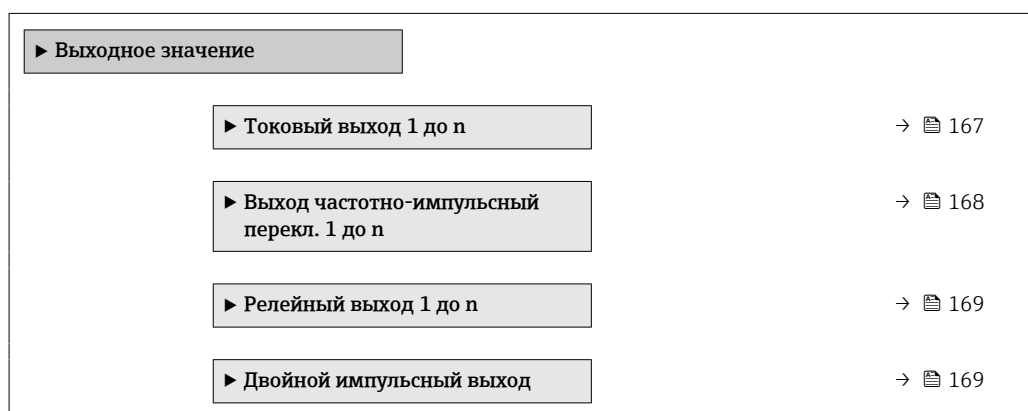 ▶ Выходное значение
▶ Токовый выход 1 до n → 167
▶ Выход частотно-импульсный → 168
перекл. 1 до n
▶ Релейный выход 1 до n → 169
▶ Двойной импульсный выход → 169